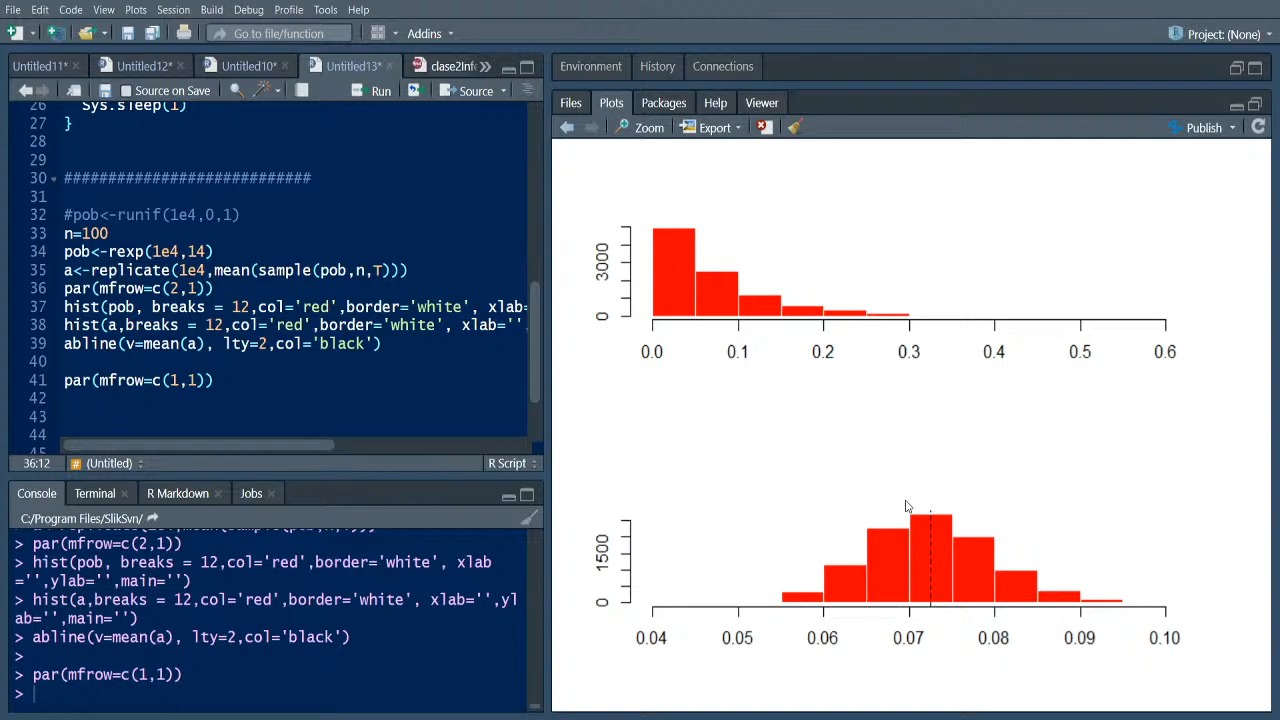 File Edit Code View Plots Session Build Debug Profile Tools Help
Go to file/function Addins Project: (None)
Untitled11* × Untitled12* × Untitled10* × Untitled13* × clase2Infe
Source on Save Run Source
26 Sys.sleep(1)
27 }
28
29
30 ############################
31
32 #pob<-runif(1e4,0,1)
33 n=100
34 pob<-rexp(1e4,14)
35 a<-replicate(1e4,mean(sample(pob,n,T)))
36 par(mfrow=c(2,1))
37 hist(pob, breaks = 12,col='red',border='white', xlab=
38 hist(a,breaks = 12,col='red',border='white', xlab='',
39 abline(v=mean(a), lty=2,col='black')
40
41 par(mfrow=c(1,1))
42
43
44
45
36:12 # (Untitled) R Script
Console Terminal × R Markdown × Jobs ×
C:/Program Files/SlikSvn/
> par(mfrow=c(2,1))
> hist(pob, breaks = 12,col='red',border='white', xlab
='',ylab='',main='')
> hist(a,breaks = 12,col='red',border='white', xlab='',yl
ab='',main='')
> abline(v=mean(a), lty=2,col='black')
>
> par(mfrow=c(1,1))
>
Environment History Connections
Files Plots Packages Help Viewer
Zoom Export Publish
3000
0
0.0 0.1 0.2 0.3 0.4 0.5 0.6
1500
0
0.04 0.05 0.06 0.07 0.08 0.09 0.10